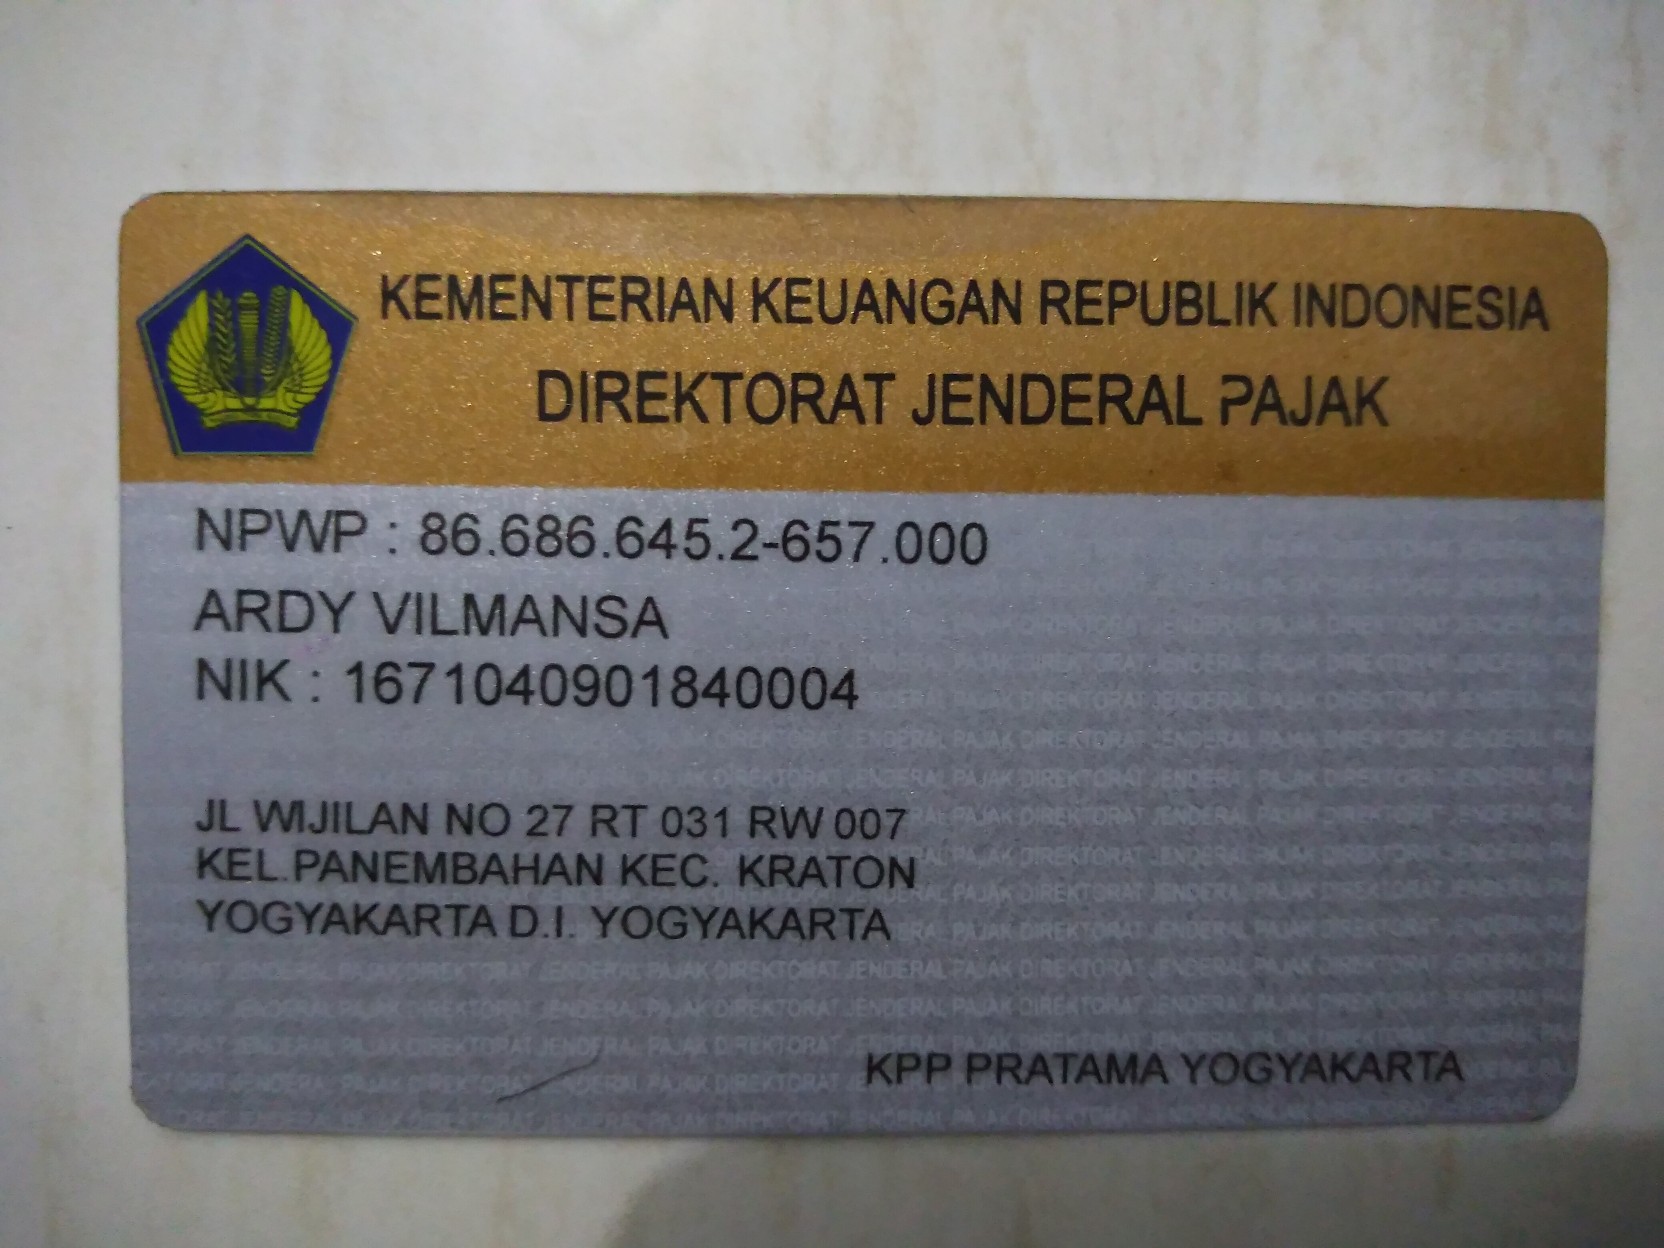 KEMENTERIAN KEUANGAN REPUBLIK INDONESIA
DIREKTORAT JENDERAL PAJAK
NPWP : 86.686.645.2-657.000
ARDY VILMANSA
NIK : 1671040901840004
JL WIJILAN NO 27 RT 031 RW 007
KEL.PANEMBAHAN KEC. KRATON
YOGYAKARTA D.I. YOGYAKARTA
KPP PRATAMA YOGYAKARTA